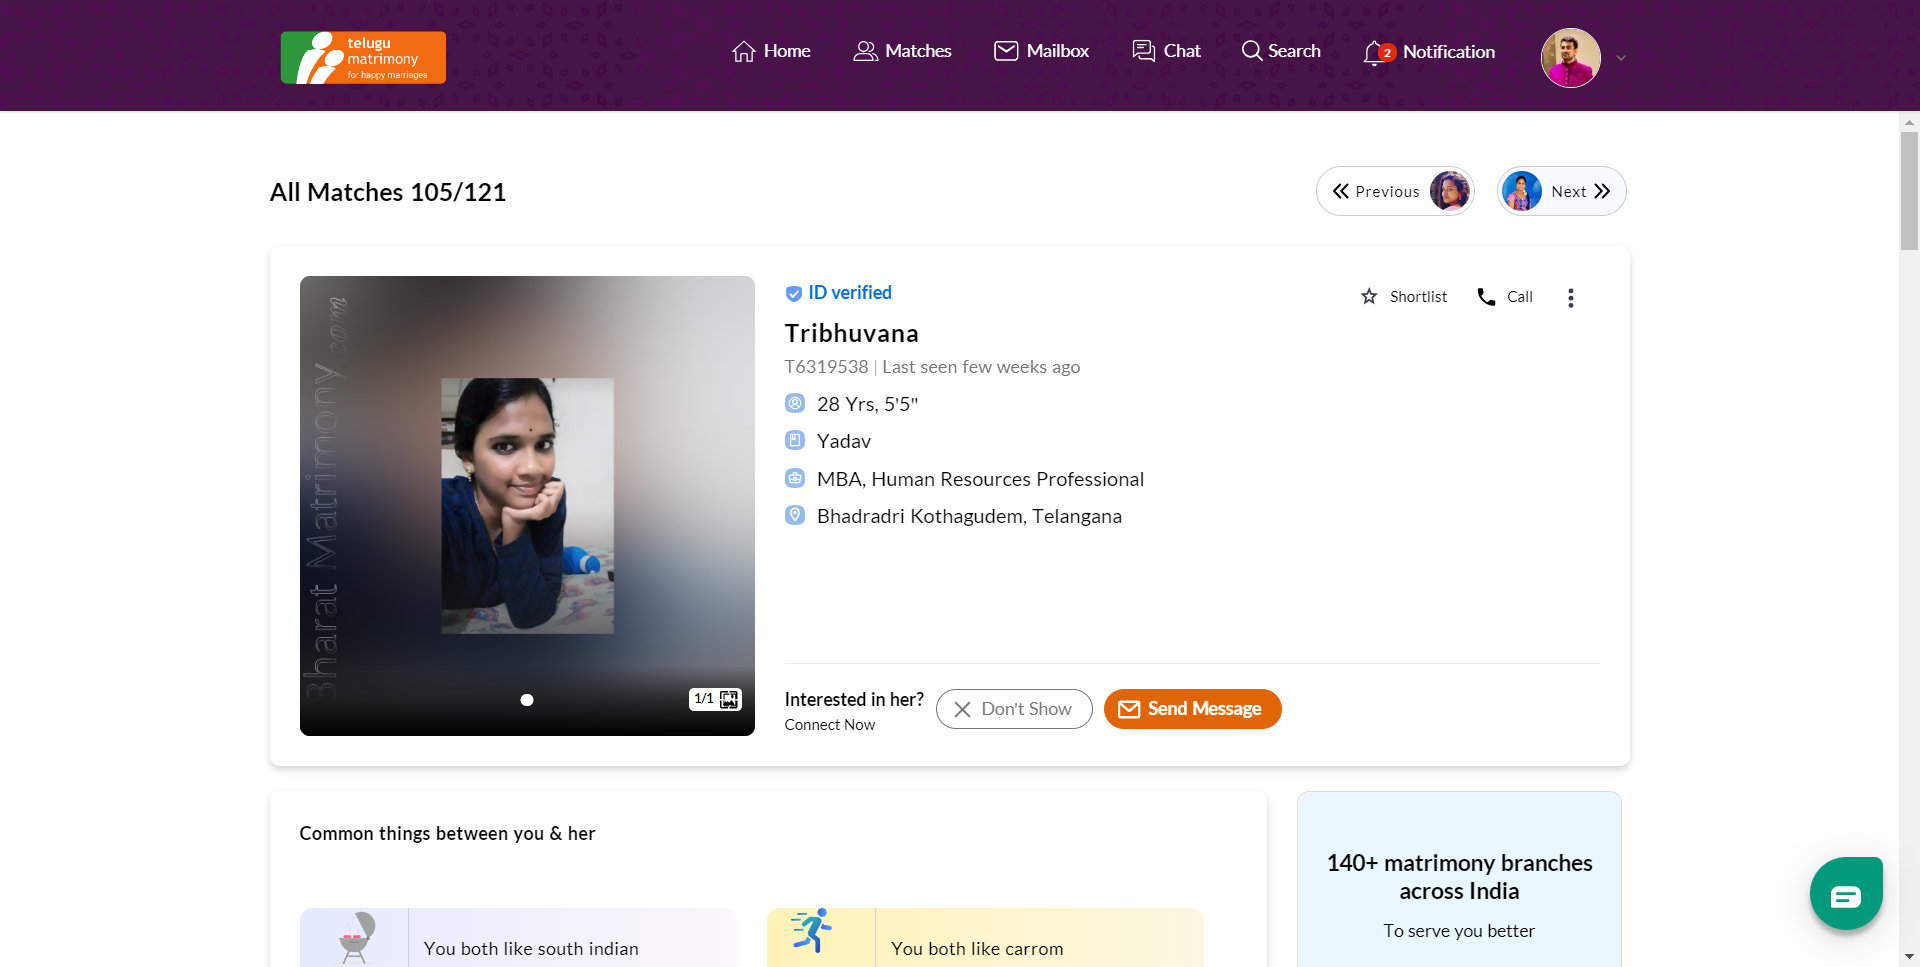 telugu
matrimony
for happy marriages
Home
Matches
Mailbox
Chat
Search
2
Notification
All Matches 105/121
Previous
Next
Bharat Matrimony.com
1/1
ID verified
Shortlist
Call
Tribhuvana
T6319538 | Last seen few weeks ago
28 Yrs, 5'5"
Yadav
MBA, Human Resources Professional
Bhadradri Kothagudem, Telangana
Interested in her?
Connect Now
Don't Show
Send Message
Common things between you & her
You both like south indian
You both like carrom
140+ matrimony branches
across India
To serve you better